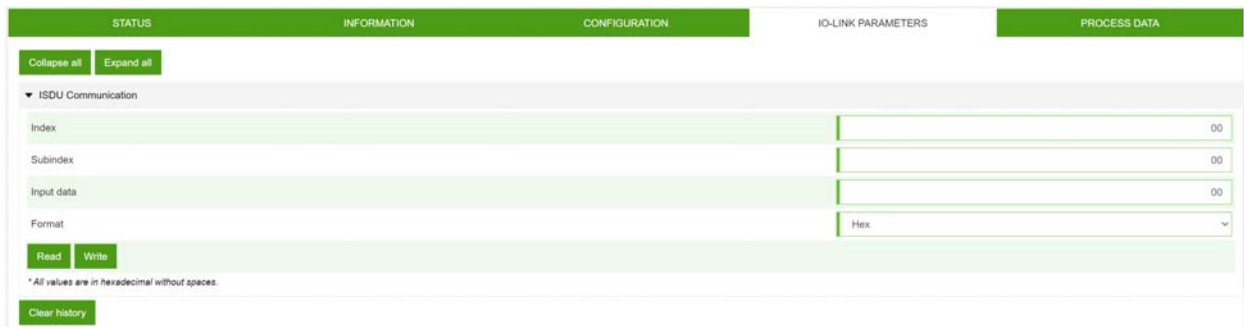 STATUS INFORMATION CONFIGURATION IO-LINK PARAMETERS PROCESS DATA
Collapse all Expand all
ISDU Communication
Index 00
Subindex 00
Input data 00
Format Hex
Read Write
* All values are in hexadecimal without spaces.
Clear history